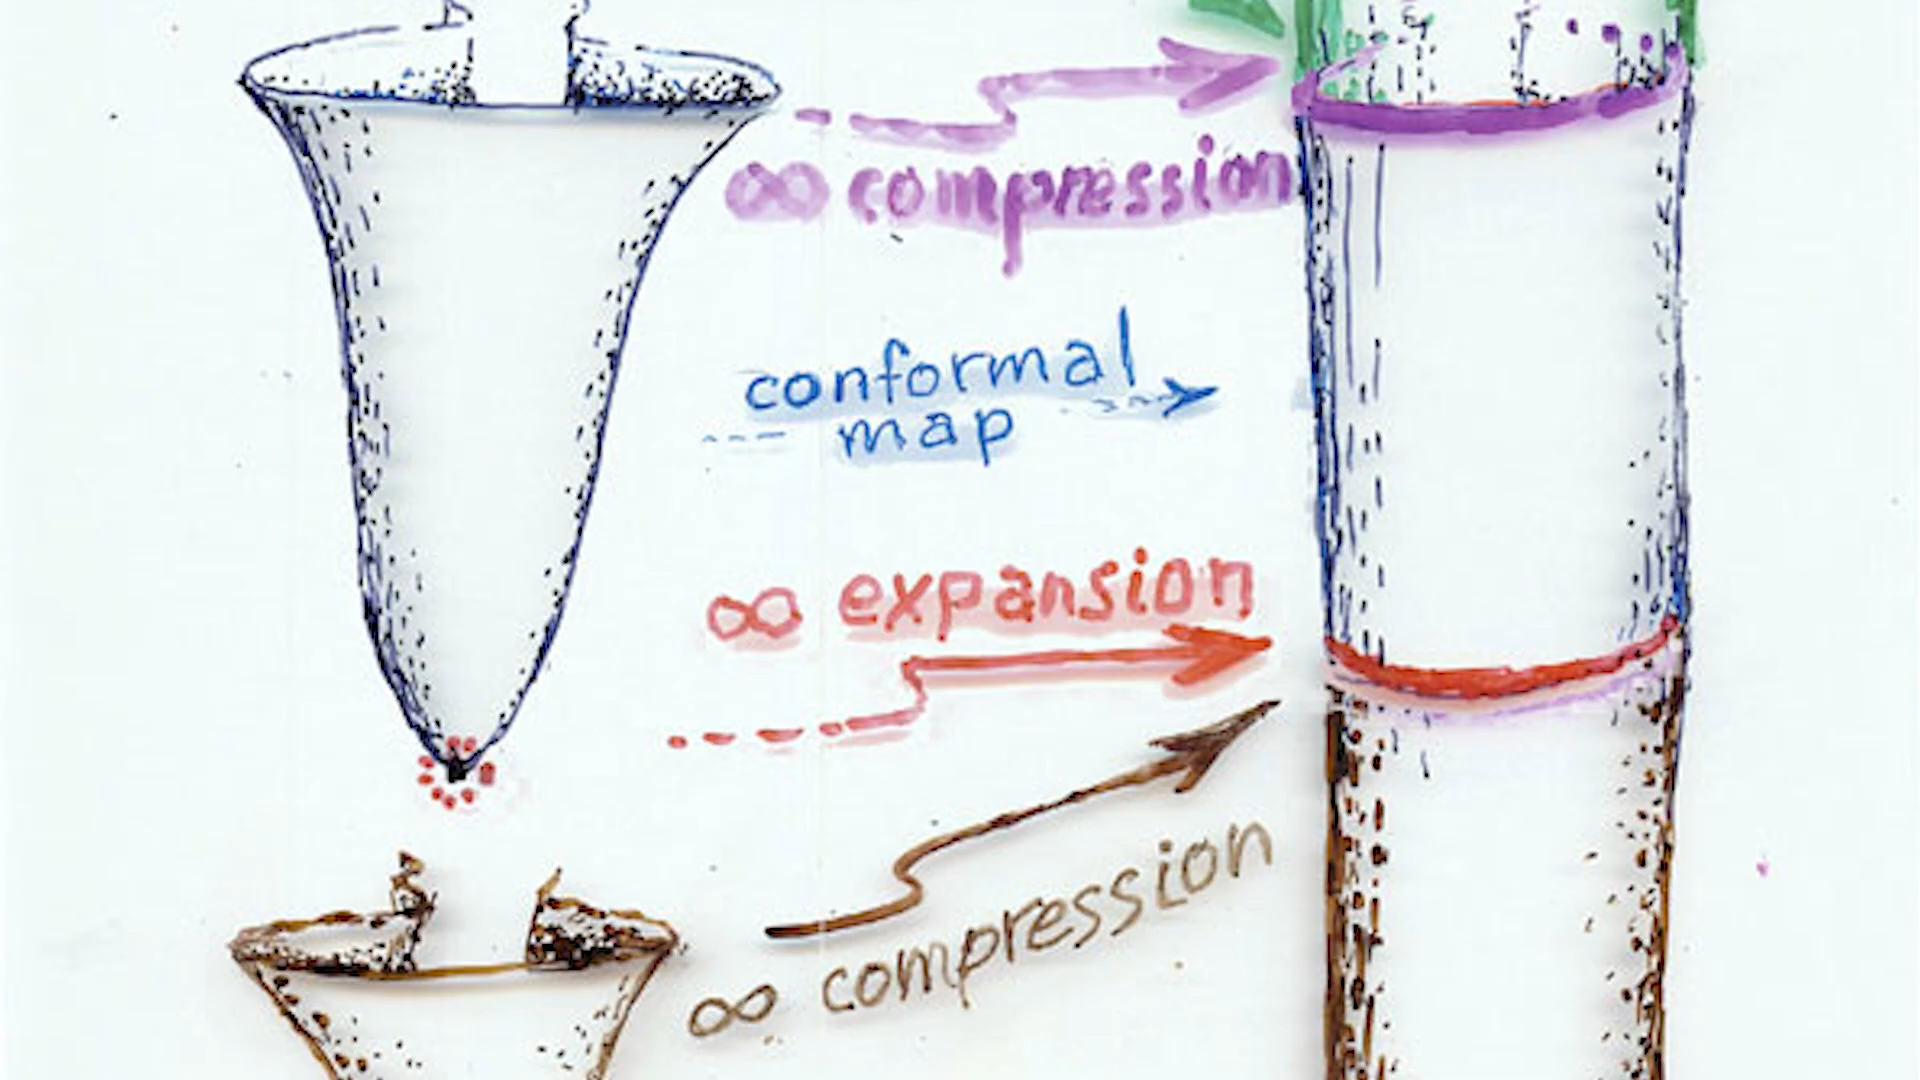 ∞ compression
conformal
map
∞ expansion
∞ compression